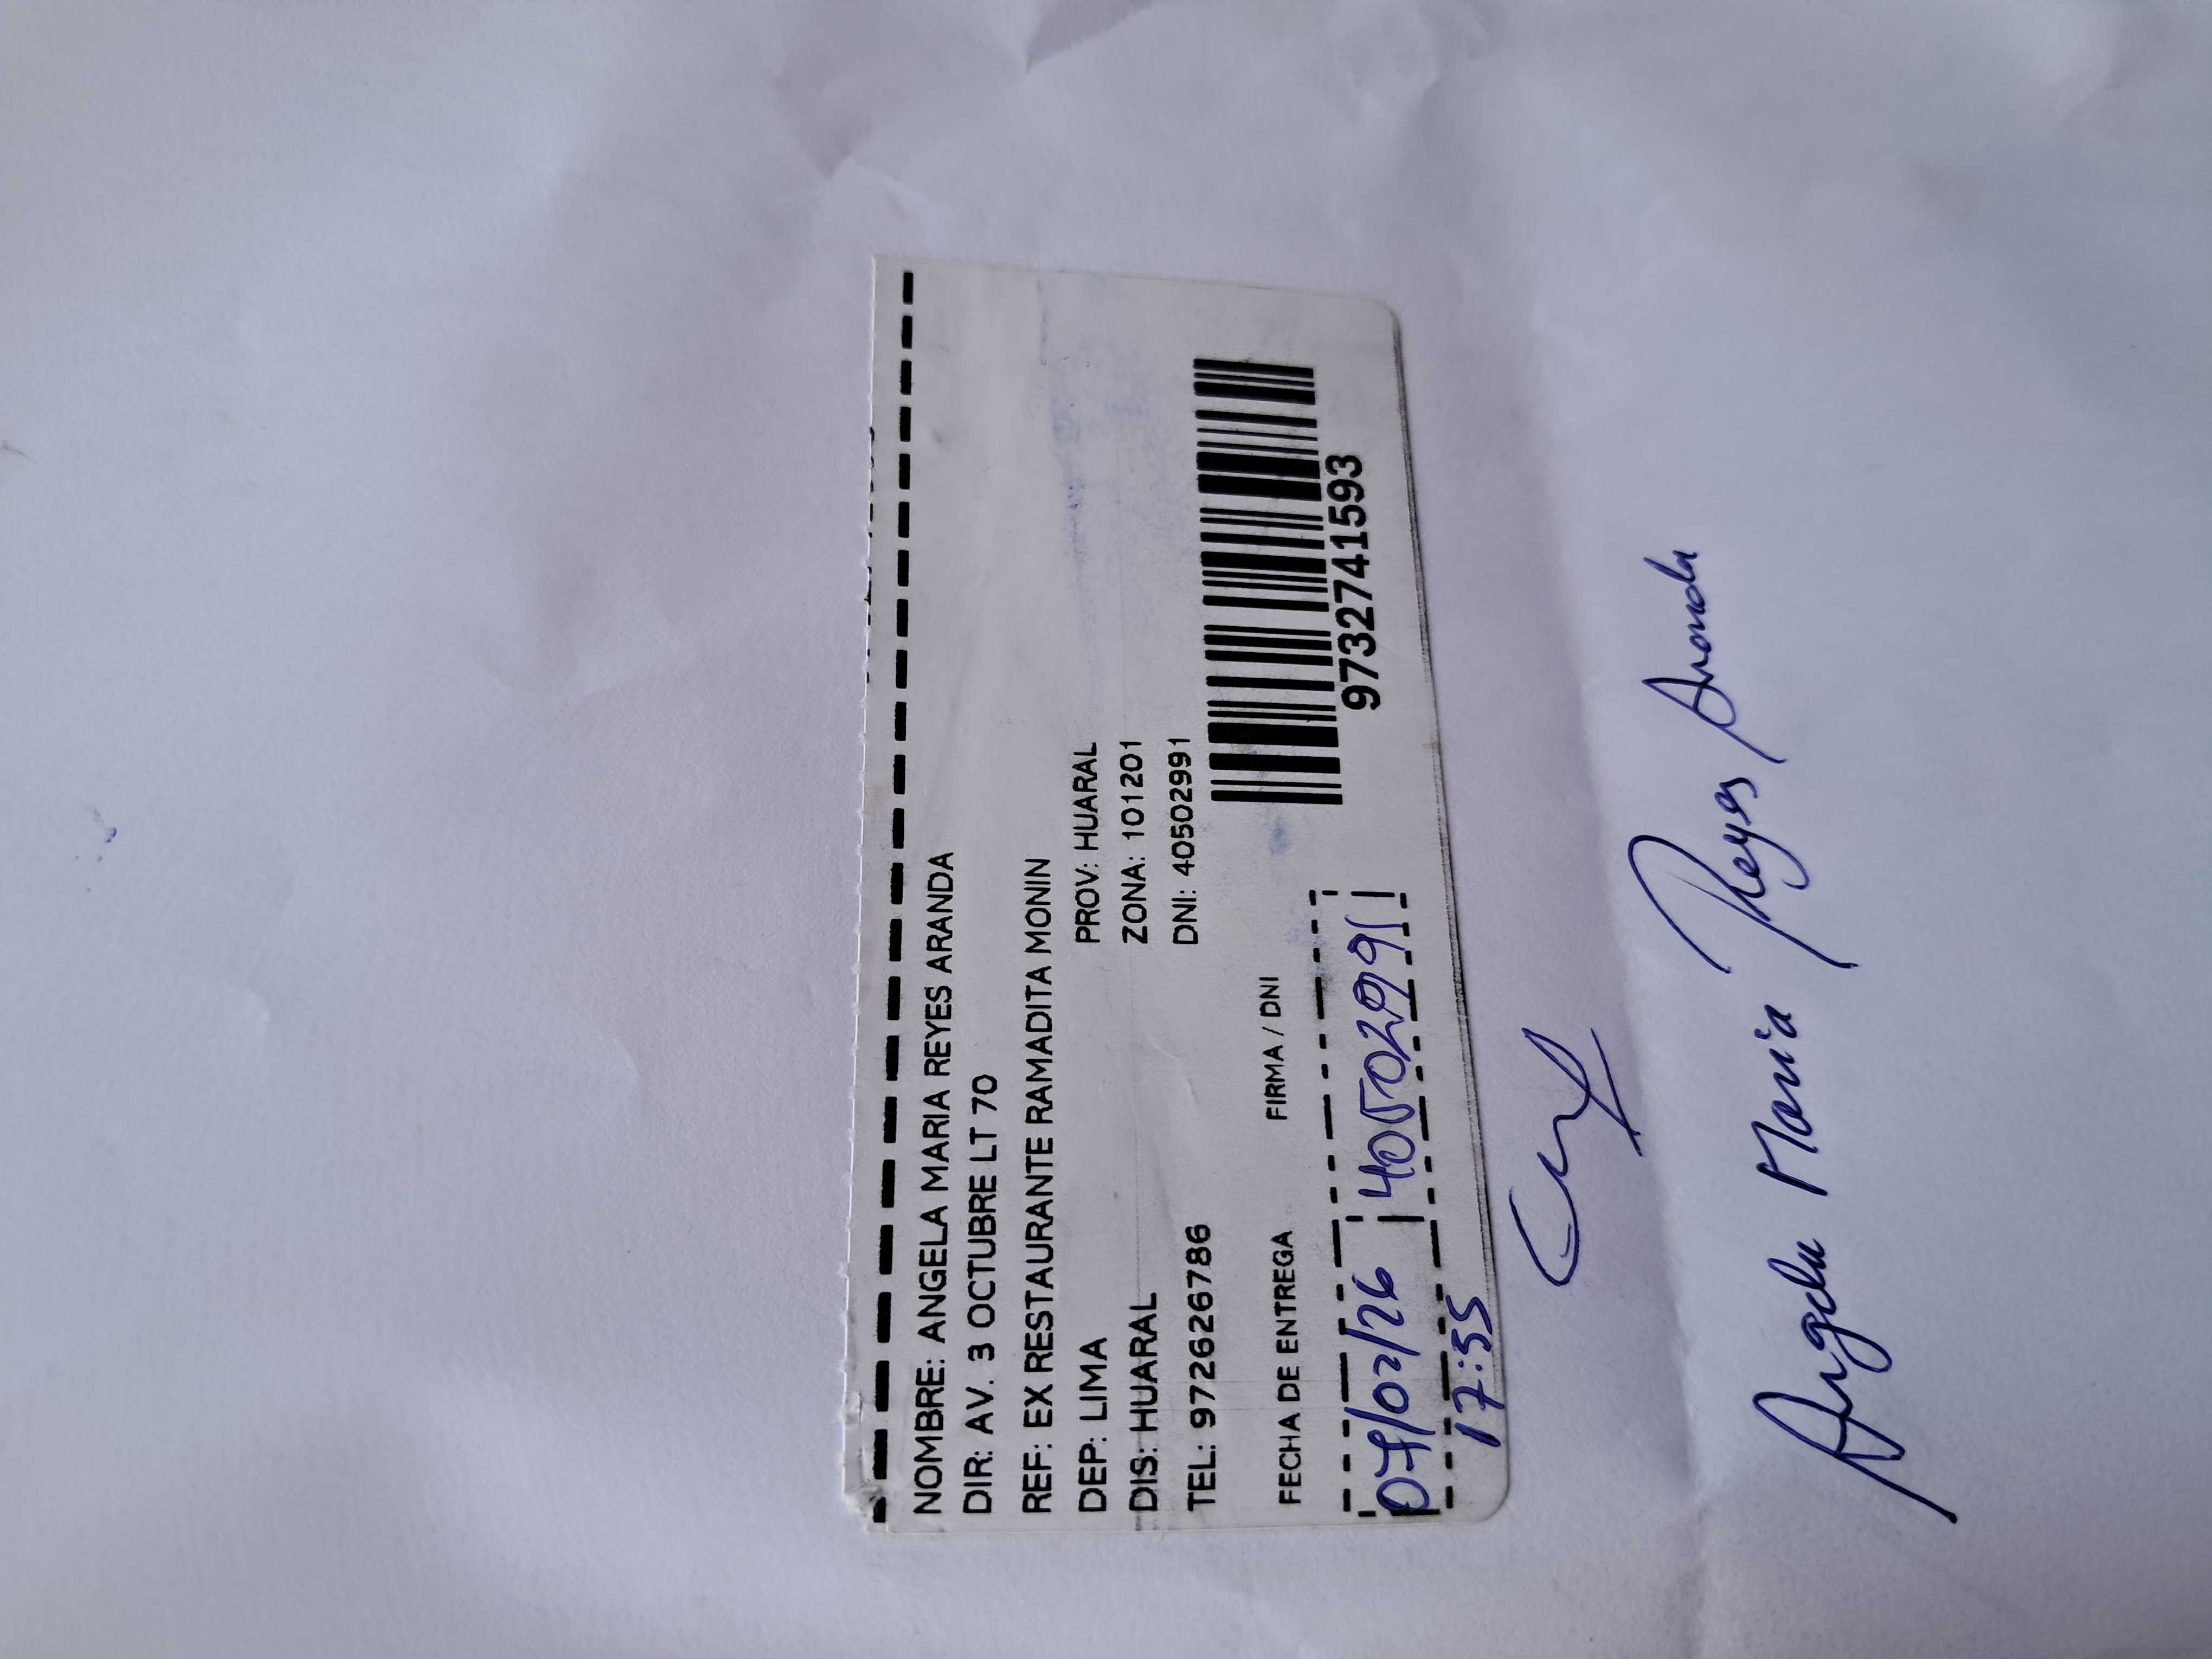 NOMBRE: ANGELA MARIA REYES ARANDA
DIR: AV. 3 OCTUBRE LT 70
REF: EX RESTAURANTE RAMADITA MONIN
DEP: LIMA PROV: HUARAL
DIS: HUARAL ZONA: 101201
TEL: 972626786 DNI: 40502991
FECHA DE ENTREGA FIRMA / DNI
07/02/26 40502991
17:55
9732741593
Angela Maria Reyes Aranda